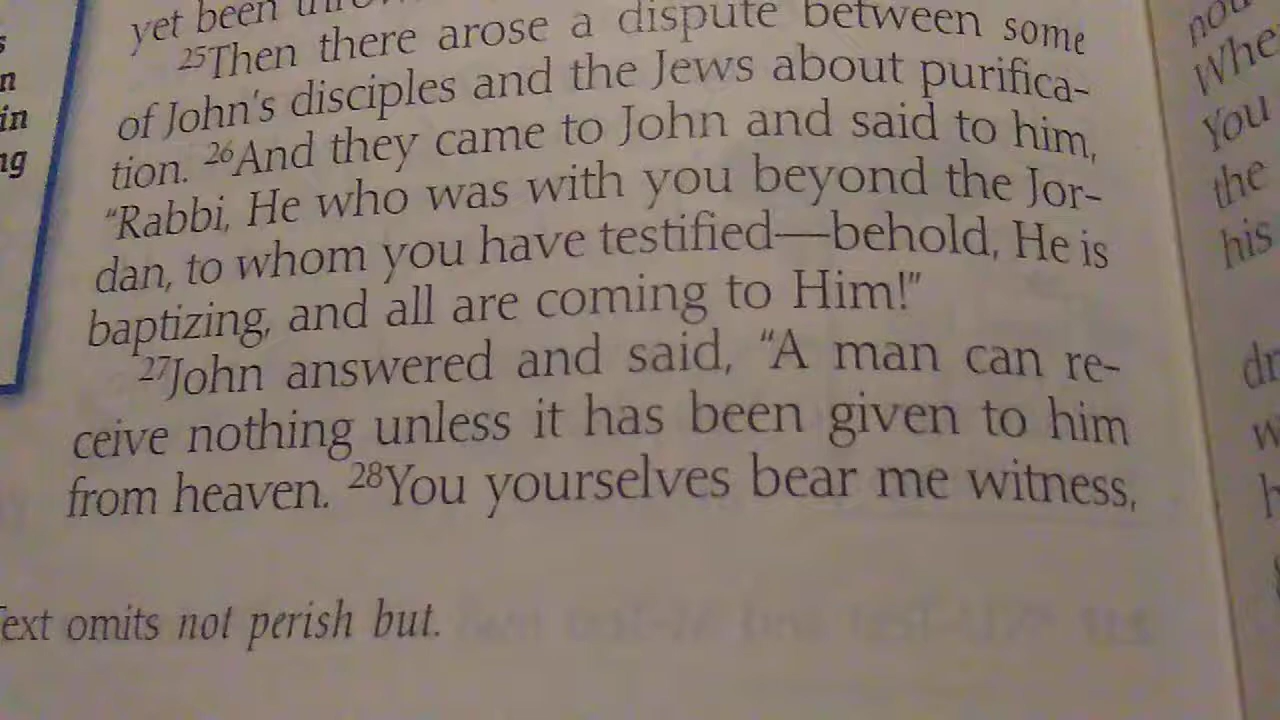 yet been
25Then there arose a dispute between some
of John's disciples and the Jews about purifica-
tion. 26And they came to John and said to him,
“Rabbi, He who was with you beyond the Jor-
dan, to whom you have testified—behold, He is
baptizing, and all are coming to Him!”
27John answered and said, “A man can re-
ceive nothing unless it has been given to him
from heaven. 28You yourselves bear me witness,
ext omits not perish but.
in
You
the
his